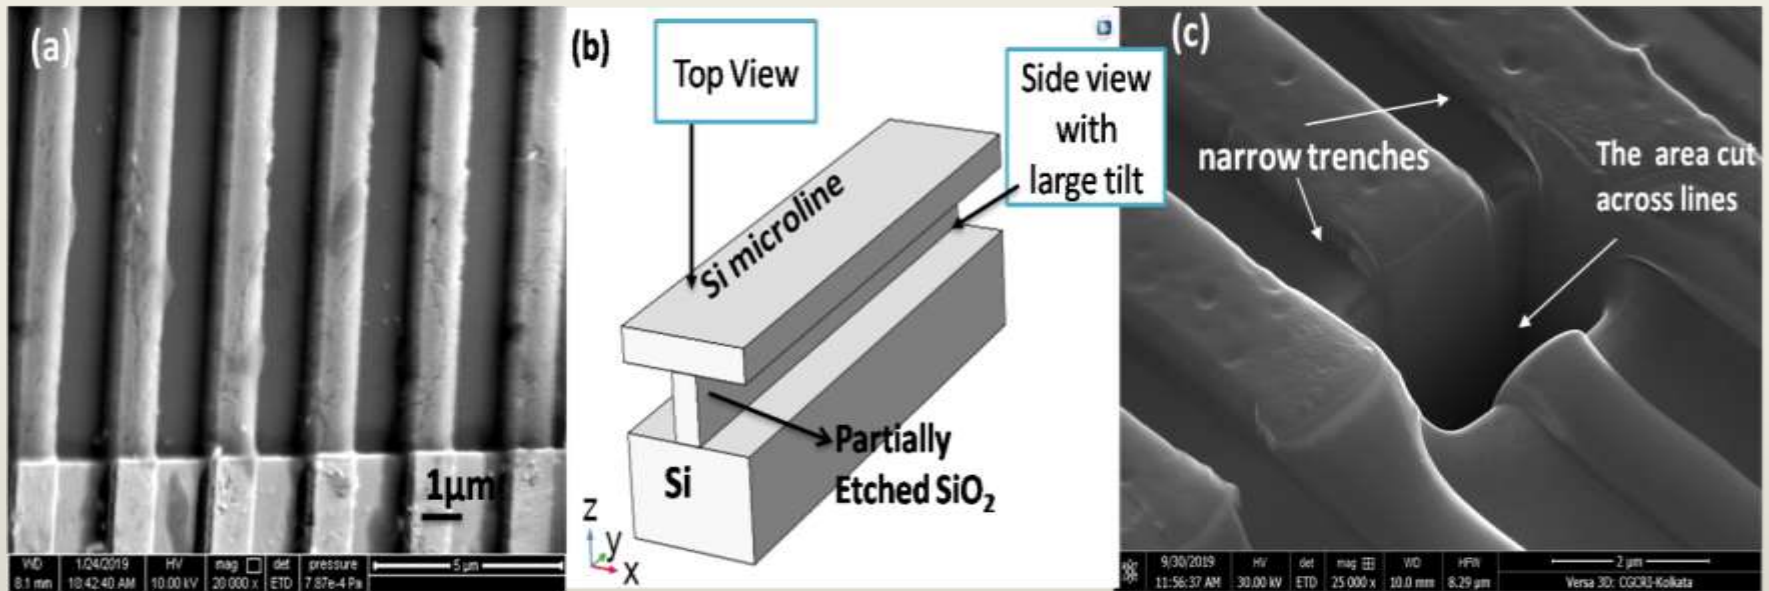 (a)
1μm
WD 1/24/2019 HV mag det pressure 5 μm
8.1 mm 10:42:40 AM 10.00 kV 20 000 x ETD 7.87e-4 Pa
(b)
Top View
Side view
with
large tilt
Si microline
Partially
Etched SiO₂
Si
Z
y
X
(c)
narrow trenches
The area cut
across lines
9/30/2019 HV det mag WD HFW 2 μm
11:56:37 AM 30.00 kV ETD 25 000 x 10.0 mm 8.29 μm Versa 3D: CGCRI-Kolkata